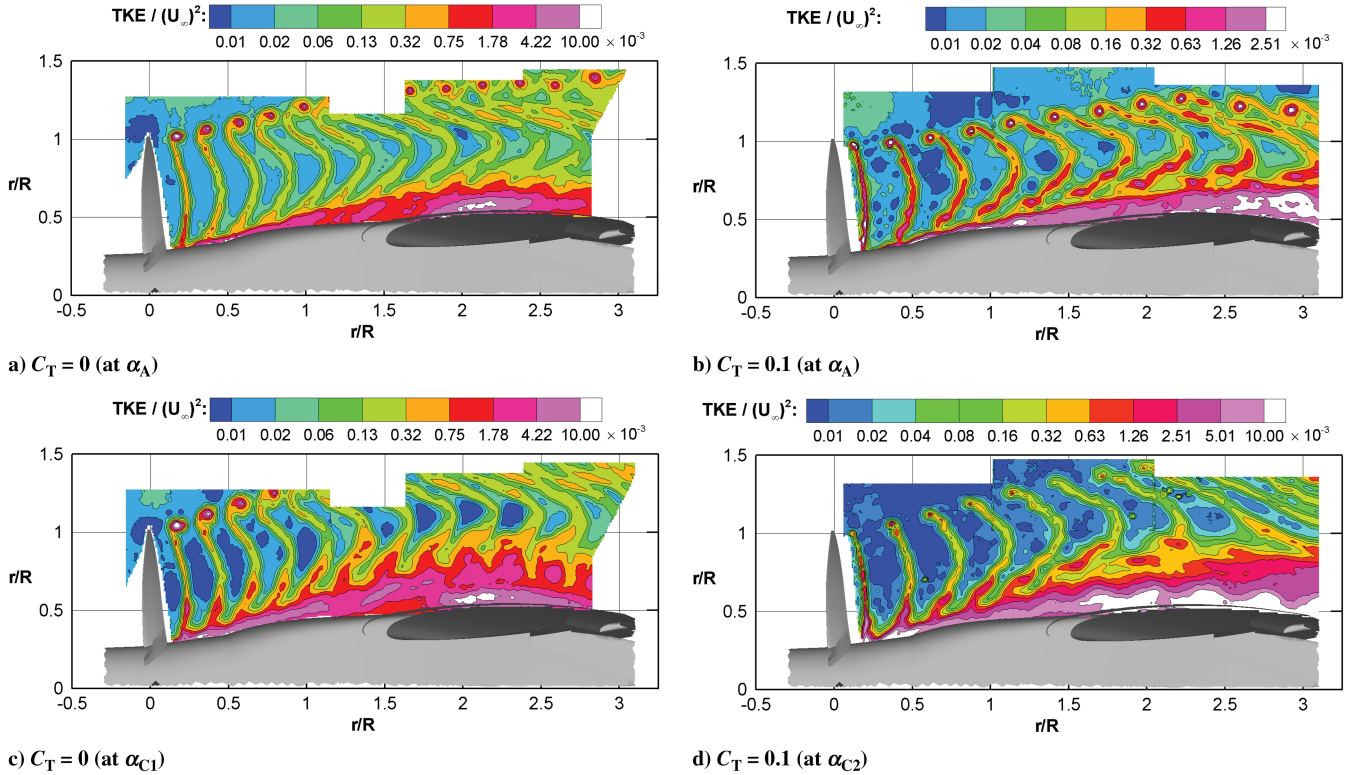 TKE / (U∞)²:
0.01 0.02 0.06 0.13 0.32 0.75 1.78 4.22 10.00 × 10⁻³
1.5
1
r/R
0.5
0
-0.5 0 0.5 1 1.5 2 2.5 3
r/R
a) C_T = 0 (at α_A)
TKE / (U∞)²:
0.01 0.02 0.04 0.08 0.16 0.32 0.63 1.26 2.51 × 10⁻³
1.5
1
r/R
0.5
0
-0.5 0 0.5 1 1.5 2 2.5 3
r/R
b) C_T = 0.1 (at α_A)
TKE / (U∞)²:
0.01 0.02 0.06 0.13 0.32 0.75 1.78 4.22 10.00 × 10⁻³
1.5
1
r/R
0.5
0
-0.5 0 0.5 1 1.5 2 2.5 3
r/R
c) C_T = 0 (at α_C1)
TKE / (U∞)²:
0.01 0.02 0.04 0.08 0.16 0.32 0.63 1.26 2.51 5.01 10.00 × 10⁻³
1.5
1
r/R
0.5
0
-0.5 0 0.5 1 1.5 2 2.5 3
r/R
d) C_T = 0.1 (at α_C2)